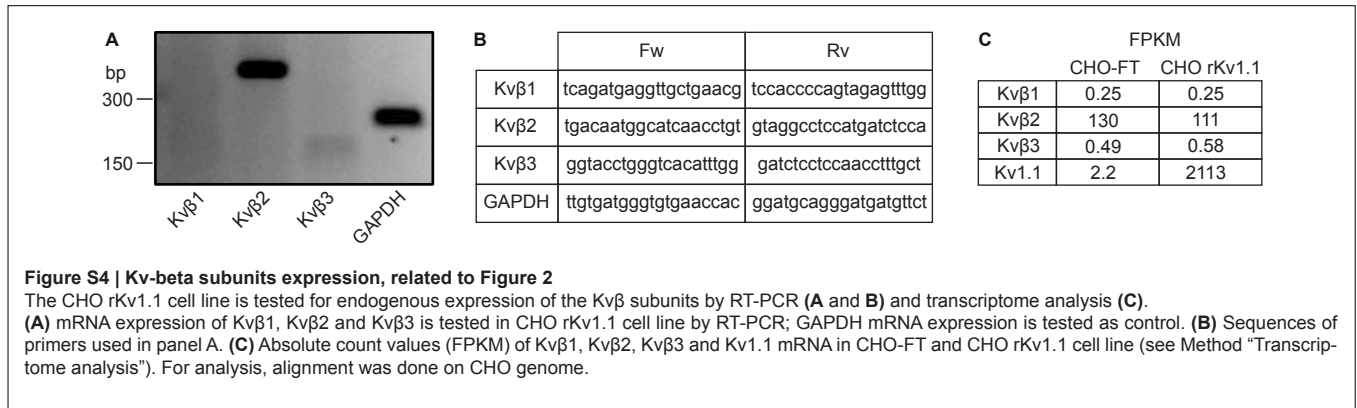 A
bp
300
150
Kvβ1
Kvβ2
Kvβ3
GAPDH
B
Fw Rv
Kvβ1 tcagatgaggttgctgaacg tccaccccagtagagtttgg
Kvβ2 tgacaatggcatcaacctgt gtaggcctccatgatctcca
Kvβ3 ggtacctgggtcacatttgg gatctcctccaacctttgct
GAPDH ttgtgatgggtgtgaaccac ggatgcagggatgatgttct
C FPKM
CHO-FT CHO rKv1.1
Kvβ1 0.25 0.25
Kvβ2 130 111
Kvβ3 0.49 0.58
Kv1.1 2.2 2113
Figure S4 | Kv-beta subunits expression, related to Figure 2
The CHO rKv1.1 cell line is tested for endogenous expression of the Kvβ subunits by RT-PCR (A and B) and transcriptome analysis (C).
(A) mRNA expression of Kvβ1, Kvβ2 and Kvβ3 is tested in CHO rKv1.1 cell line by RT-PCR; GAPDH mRNA expression is tested as control. (B) Sequences of
primers used in panel A. (C) Absolute count values (FPKM) of Kvβ1, Kvβ2, Kvβ3 and Kv1.1 mRNA in CHO-FT and CHO rKv1.1 cell line (see Method “Transcrip-
tome analysis”). For analysis, alignment was done on CHO genome.